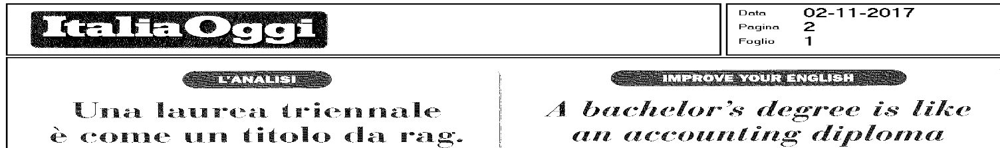 ItaliaOggi
Data 02-11-2017
Pagina 2
Foglio 1
L'ANALISI
Una laurea triennale
è come un titolo da rag.
IMPROVE YOUR ENGLISH
A bachelor's degree is like
an accounting diploma